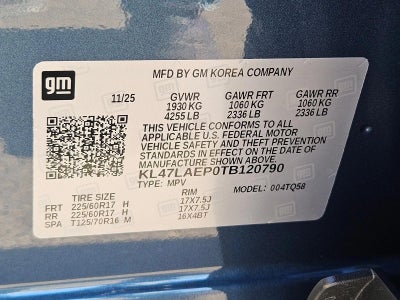 gm
MFD BY GM KOREA COMPANY
11/25 GVWR GAWR FRT GAWR RR
1930 KG 1060 KG 1060 KG
4255 LB 2336 LB 2336 LB
THIS VEHICLE CONFORMS TO ALL
APPLICABLE U.S. FEDERAL MOTOR
VEHICLE SAFETY AND THEFT PREVENTION
STANDARDS IN EFFECT ON THE DATE OF
MANUFACTURE SHOWN ABOVE.
KL47LAEP0TB120790
TYPE: MPV MODEL: 004TQ58
TIRE SIZE RIM
FRT 225/60R17 H 17X7.5J
RR 225/60R17 H 17X7.5J
SPA T125/70R16 M 16X4BT